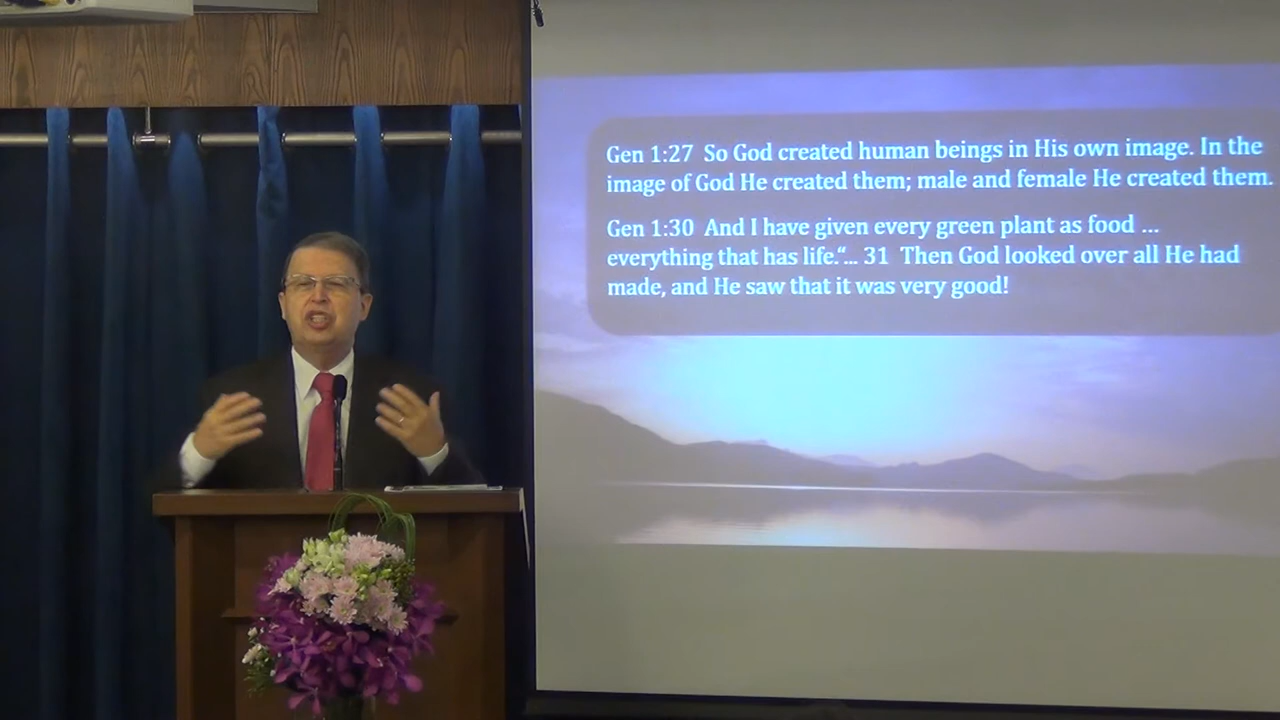 Gen 1:27 So God created human beings in His own image. In the
image of God He created them; male and female He created them.
Gen 1:30 And I have given every green plant as food ...
everything that has life.“... 31 Then God looked over all He had
made, and He saw that it was very good!